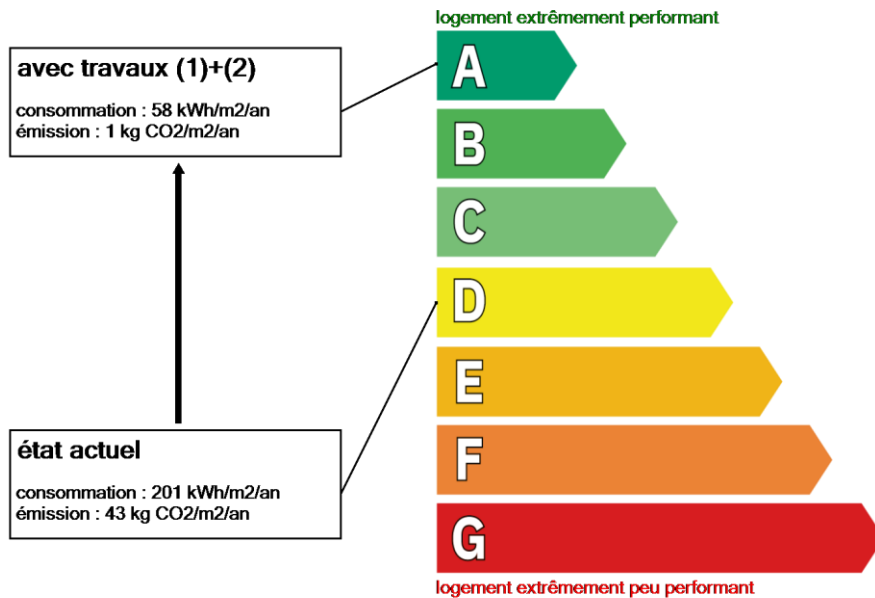 logement extrêmement performant
avec travaux (1)+(2)
consommation : 58 kWh/m2/an
émission : 1 kg CO2/m2/an
A
B
C
D
E
F
G
état actuel
consommation : 201 kWh/m2/an
émission : 43 kg CO2/m2/an
logement extrêmement peu performant